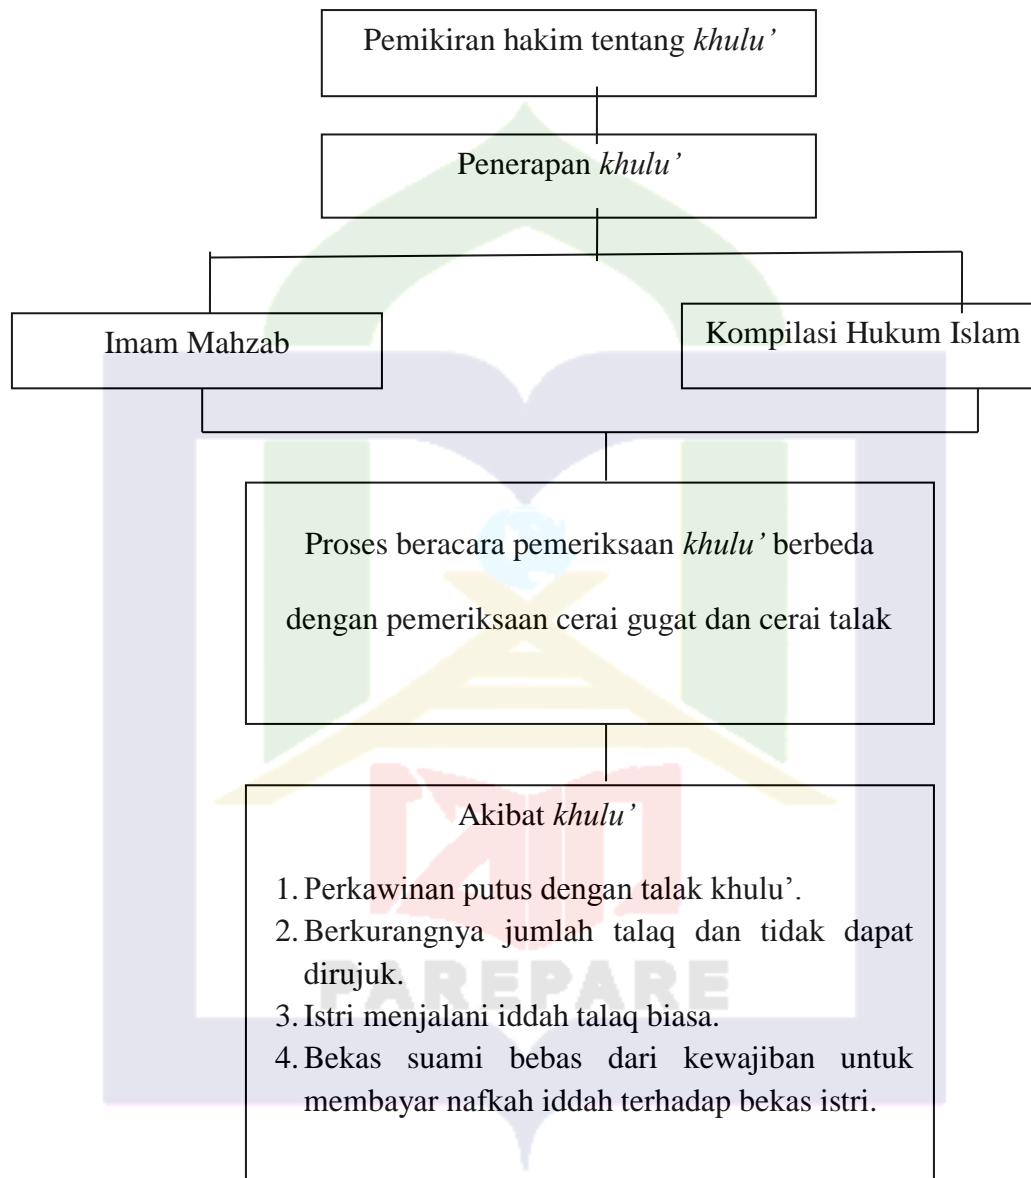 Pemikiran hakim tentang khulu’
Penerapan khulu’
Imam Mahzab
Kompilasi Hukum Islam
Proses beracara pemeriksaan khulu’ berbeda
dengan pemeriksaan cerai gugat dan cerai talak
Akibat khulu’
1. Perkawinan putus dengan talak khulu’.
2. Berkurangnya jumlah talaq dan tidak dapat
dirujuk.
3. Istri menjalani iddah talaq biasa.
4. Bekas suami bebas dari kewajiban untuk
membayar nafkah iddah terhadap bekas istri.
PAREPARE